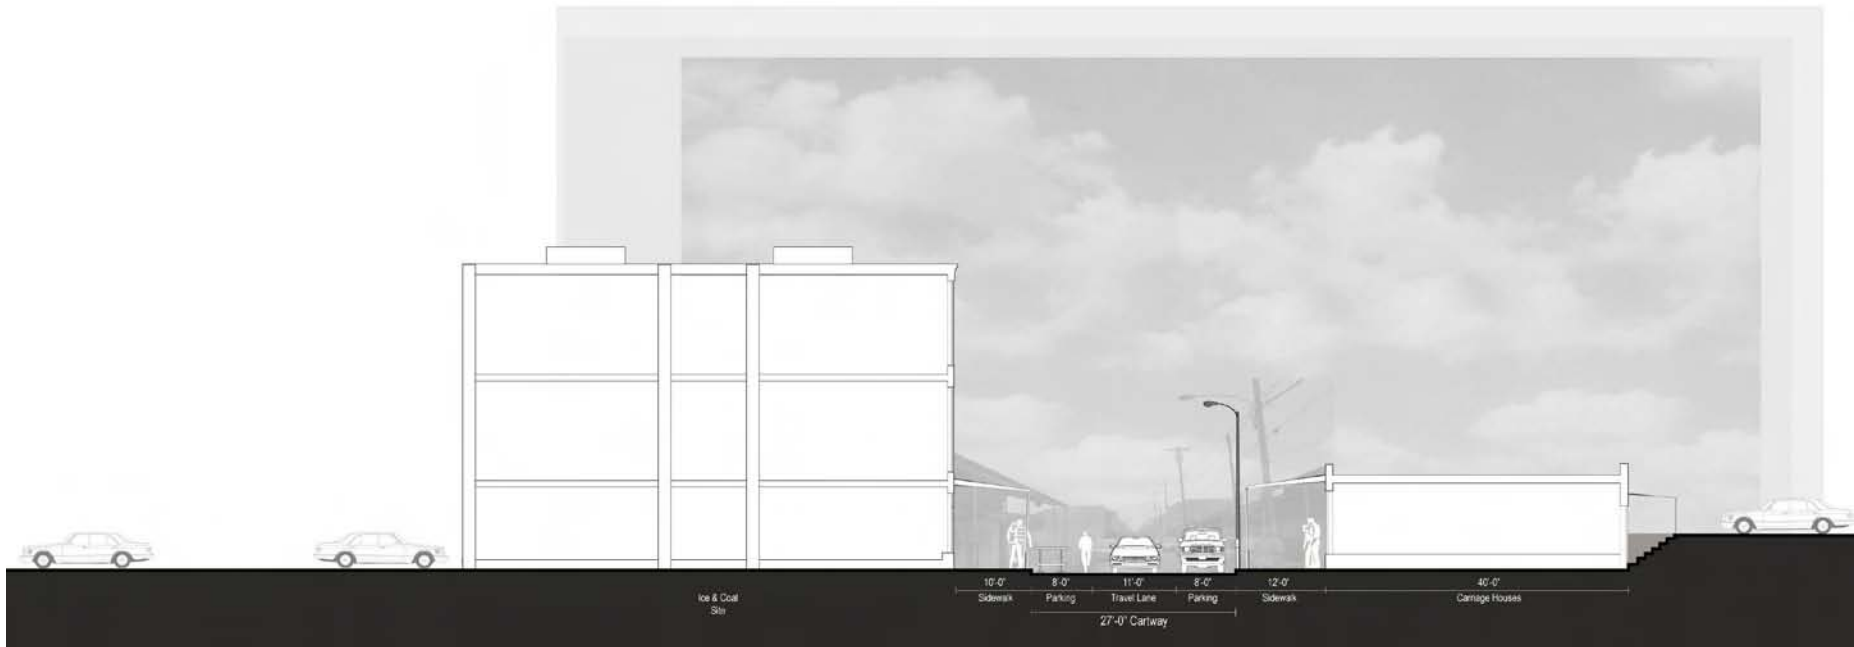 10'-0" 8'-0" 11'-0" 8'-0" 12'-0" 40'-0"
Sidewalk Parking Travel Lane Parking Sidewalk Carriage Houses
Ice & Coal
Site
27'-0" Cartway